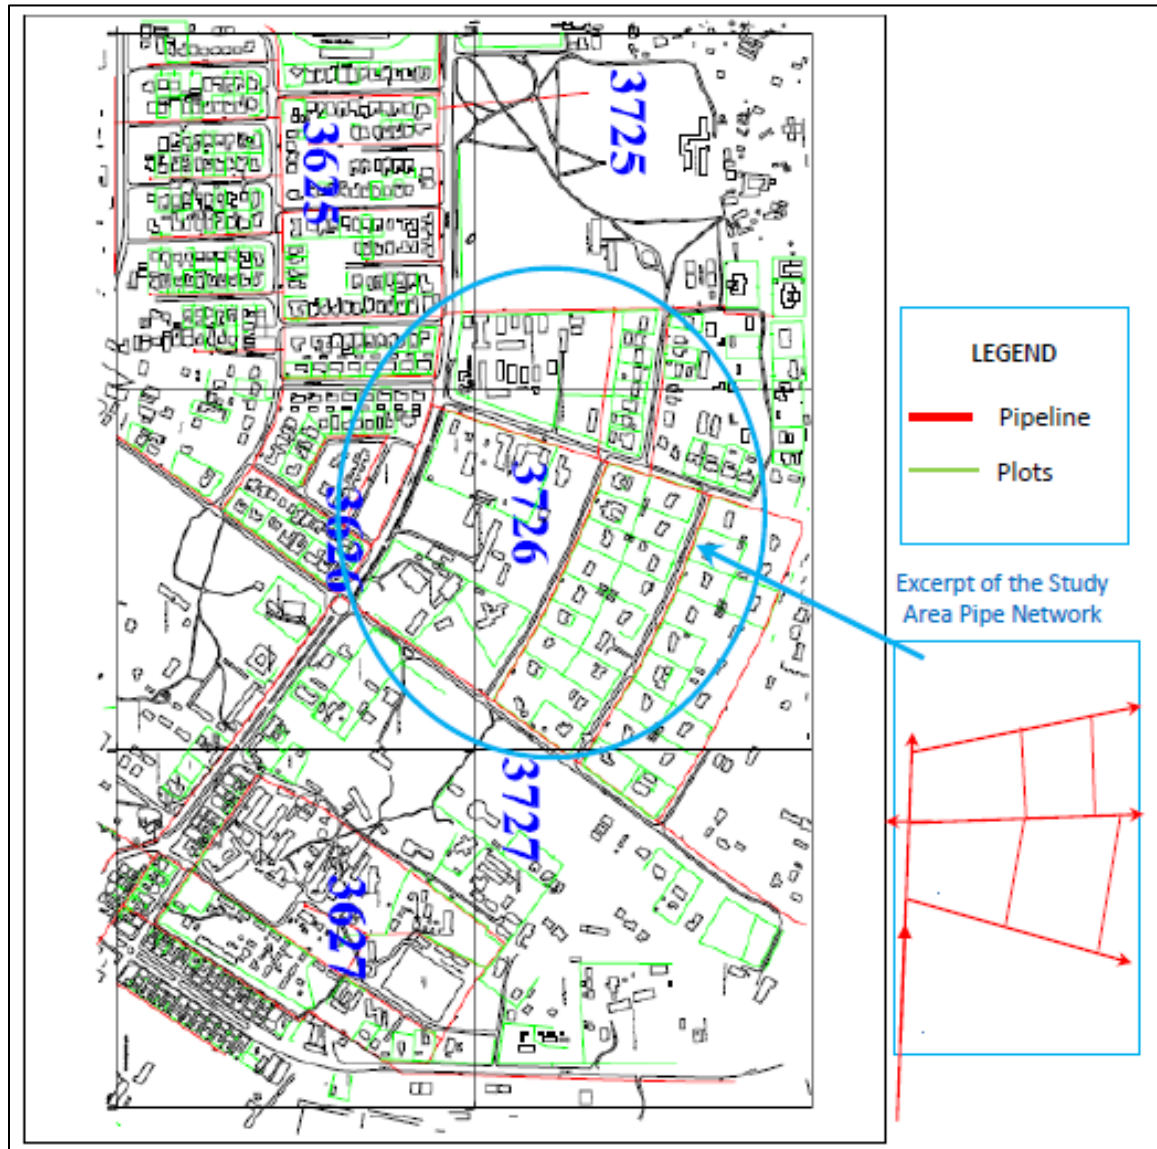 3725
3625
LEGEND
Pipeline
Plots
3726
3626
Excerpt of the Study
Area Pipe Network
3727
3627